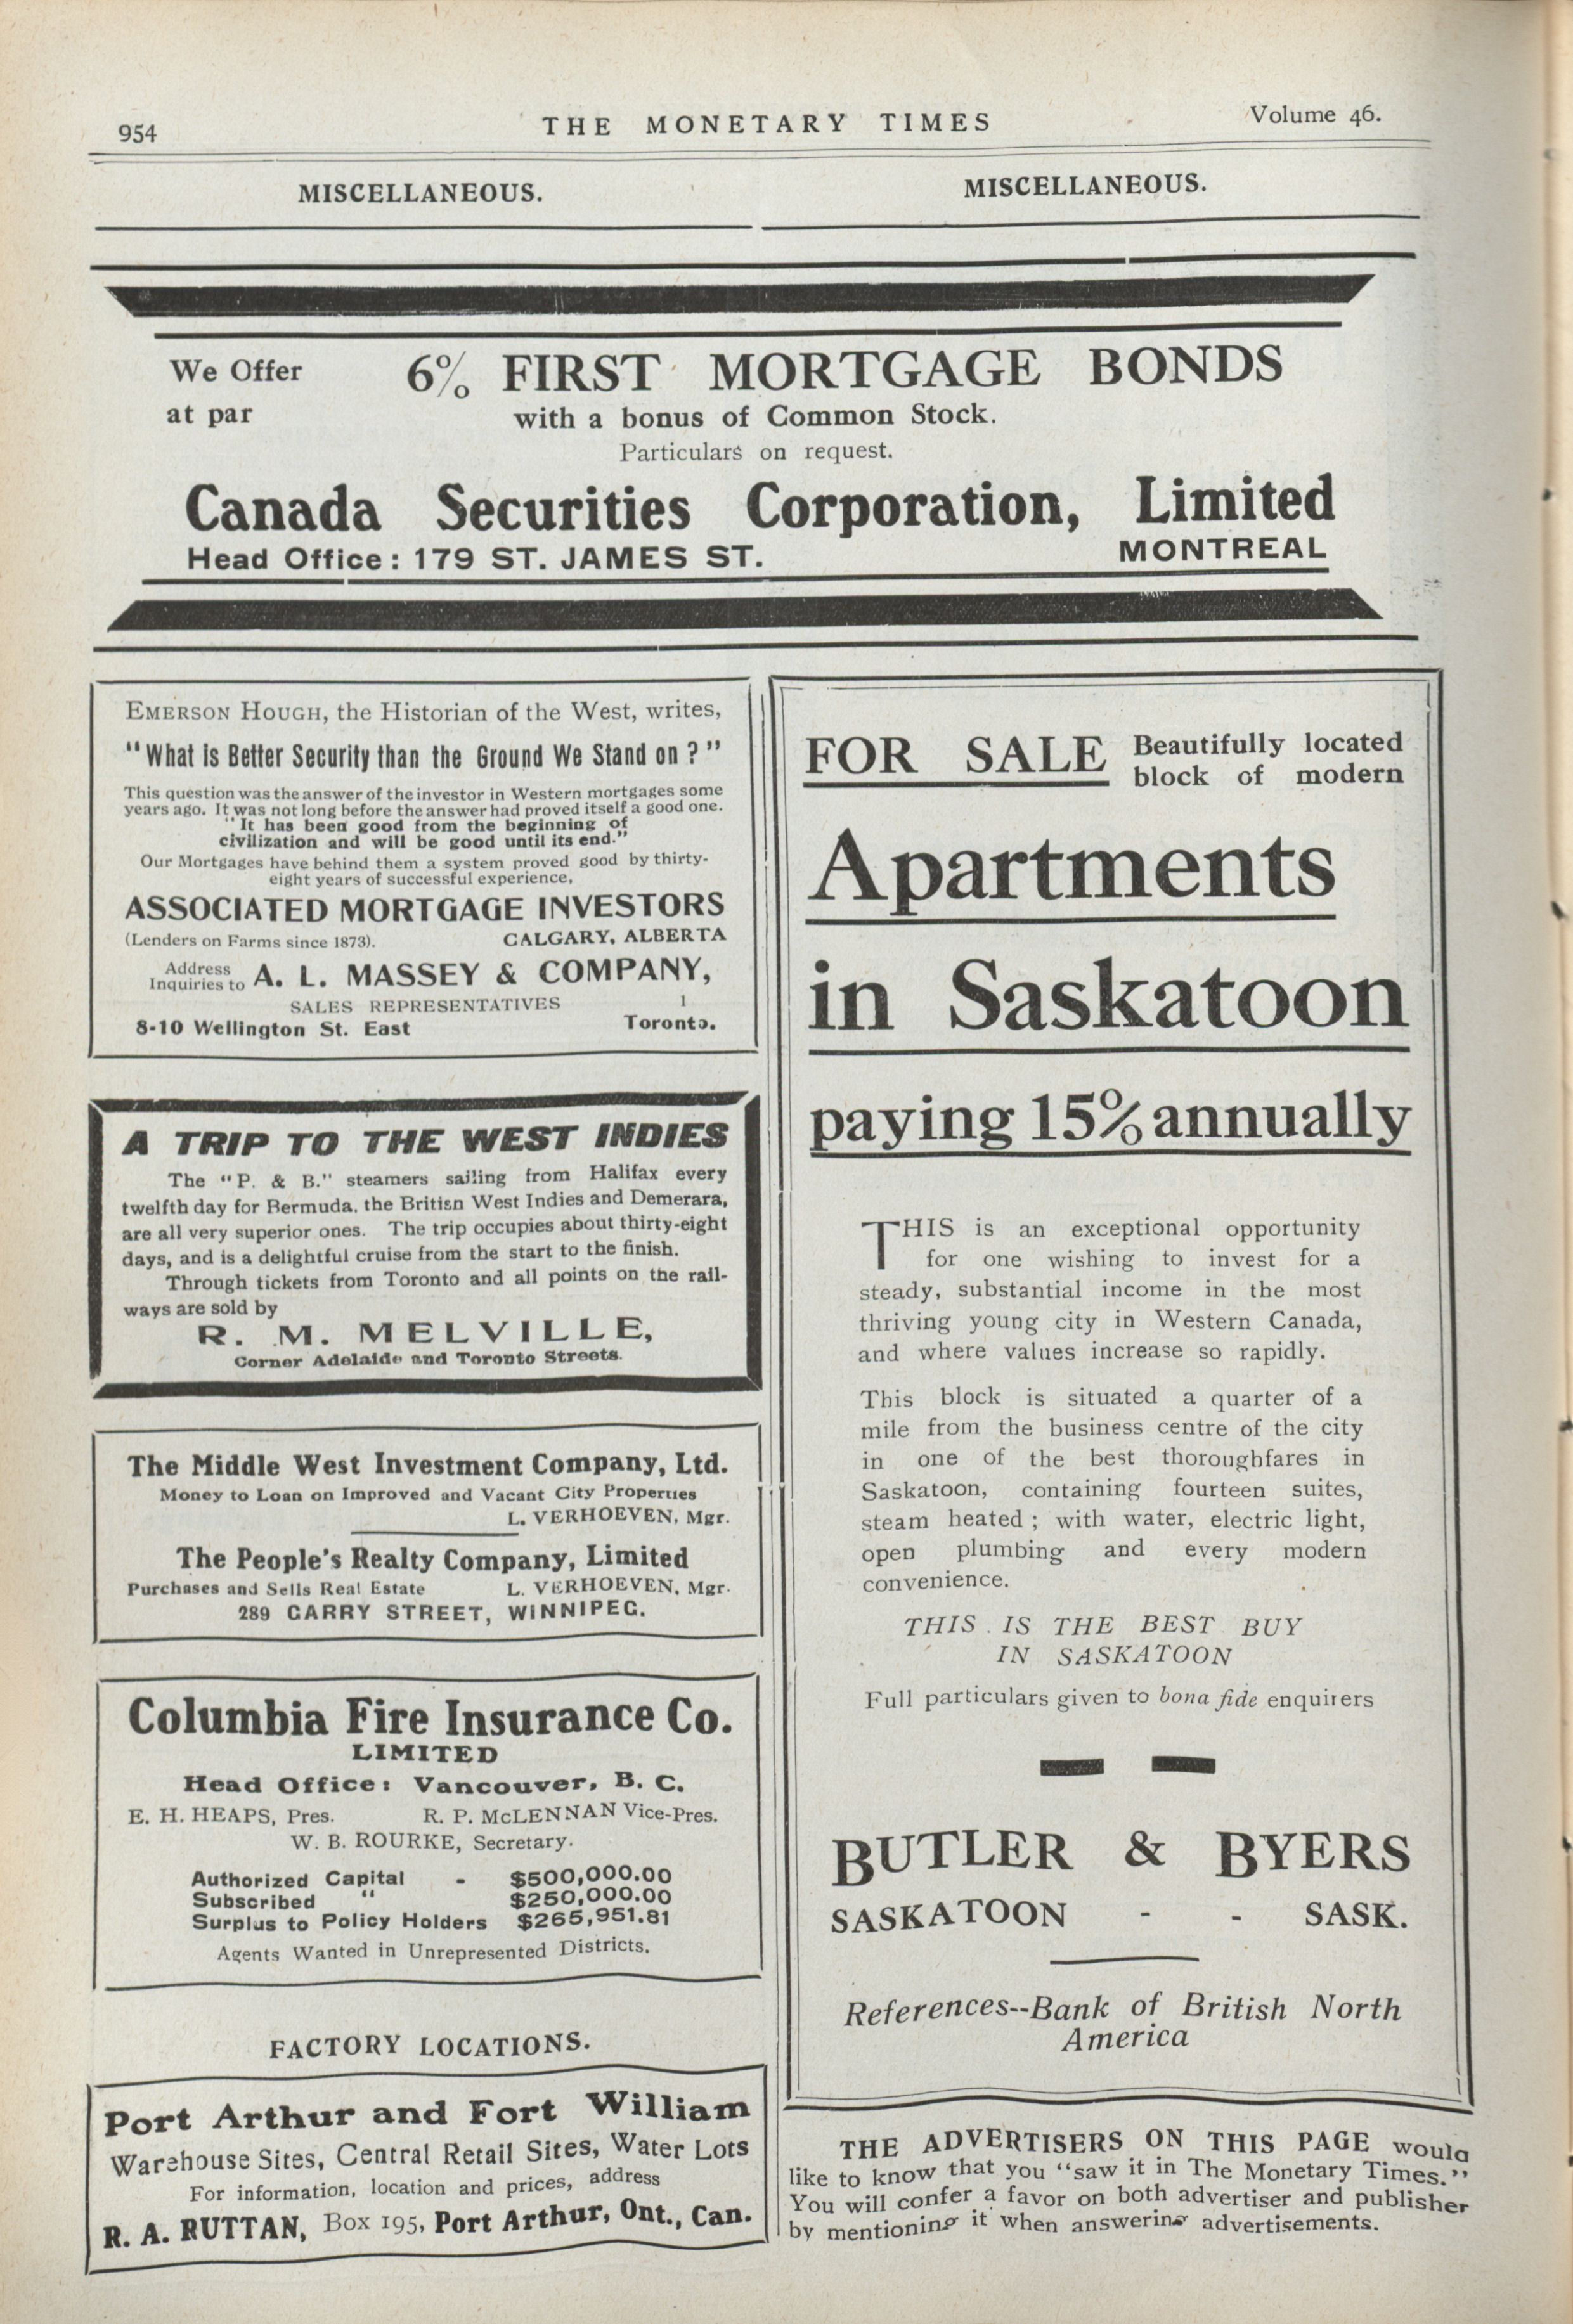 954
THE MONETARY TIMES
Volume 46.
MISCELLANEOUS.
MISCELLANEOUS.
We Offer
at par
6% FIRST MORTGAGE BONDS
with a bonus of Common Stock.
Particulars on request.
Canada Securities Corporation, Limited
Head Office: 179 ST. JAMES ST.
MONTREAL
EMERSON HOUGH, the Historian of the West, writes,
"What is Better Security than the Ground We Stand on?"
This question was the answer of the investor in Western mortgages some
years ago. It was not long before the answer had proved itself a good one.
"It has been good from the beginning of
civilization and will be good until its end."
Our Mortgages have behind them a system proved good by thirty-
eight years of successful experience,
ASSOCIATED MORTGAGE INVESTORS
(Lenders on Farms since 1873). CALGARY, ALBERTA
Address
Inquiries to A. L. MASSEY & COMPANY,
SALES REPRESENTATIVES 1
8-10 Wellington St. East Toronto.
A TRIP TO THE WEST INDIES
The "P. & B." steamers sailing from Halifax every
twelfth day for Bermuda, the British West Indies and Demerara,
are all very superior ones. The trip occupies about thirty-eight
days, and is a delightful cruise from the start to the finish.
Through tickets from Toronto and all points on the rail-
ways are sold by
R. M. MELVILLE,
Corner Adelaide and Toronto Streets.
The Middle West Investment Company, Ltd.
Money to Loan on Improved and Vacant City Properties
L. VERHOEVEN, Mgr.
The People's Realty Company, Limited
Purchases and Sells Real Estate L. VERHOEVEN, Mgr.
289 GARRY STREET, WINNIPEG.
Columbia Fire Insurance Co.
LIMITED
Head Office: Vancouver, B. C.
E. H. HEAPS, Pres. R. P. McLENNAN Vice-Pres.
W. B. ROURKE, Secretary.
Authorized Capital - $500,000.00
Subscribed " $250,000.00
Surplus to Policy Holders $265,951.81
Agents Wanted in Unrepresented Districts.
FACTORY LOCATIONS.
Port Arthur and Fort William
Warehouse Sites, Central Retail Sites, Water Lots
For information, location and prices, address
R. A. RUTTAN, Box 195, Port Arthur, Ont., Can.
FOR SALE
Beautifully located
block of modern
Apartments
in Saskatoon
paying 15% annually
THIS is an exceptional opportunity
for one wishing to invest for a
steady, substantial income in the most
thriving young city in Western Canada,
and where values increase so rapidly.
This block is situated a quarter of a
mile from the business centre of the city
in one of the best thoroughfares in
Saskatoon, containing fourteen suites,
steam heated; with water, electric light,
open plumbing and every modern
convenience.
THIS IS THE BEST BUY
IN SASKATOON
Full particulars given to bona fide enquirers
BUTLER & BYERS
SASKATOON - - SASK.
References--Bank of British North
America
THE ADVERTISERS ON THIS PAGE would
like to know that you "saw it in The Monetary Times."
You will confer a favor on both advertiser and publisher
by mentioning it when answering advertisements.